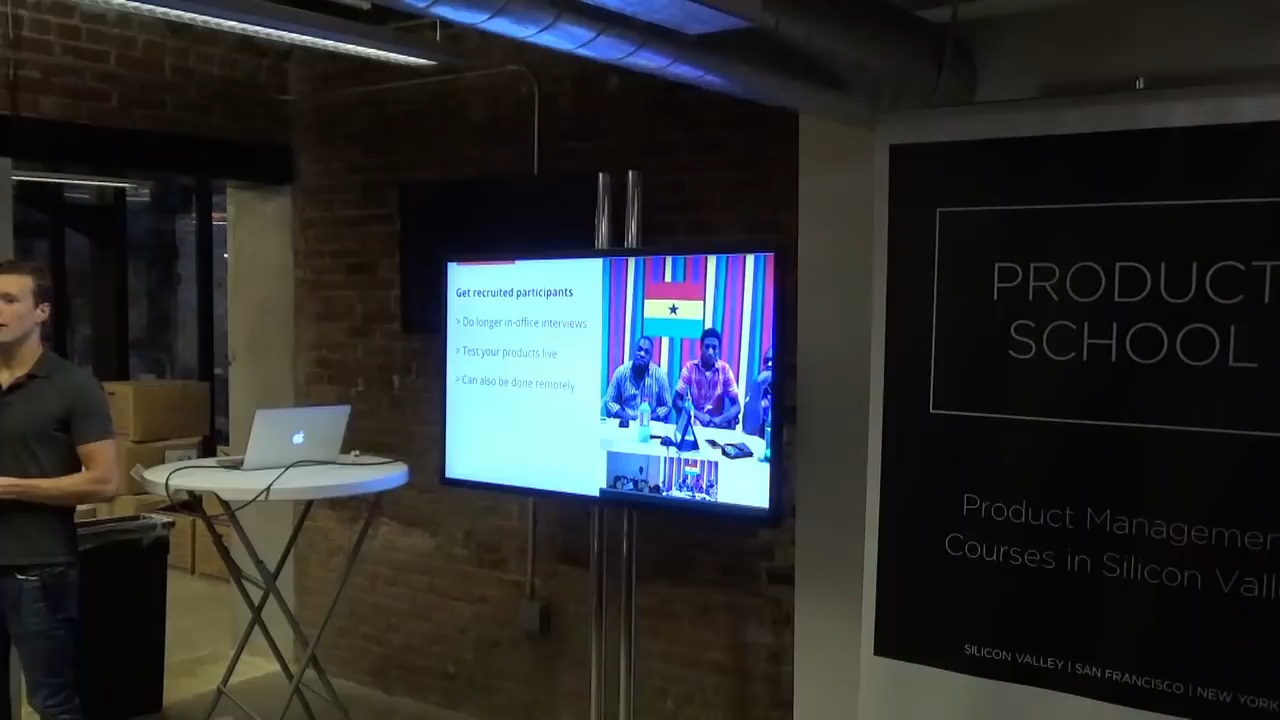 Get recruited participants
> Do longer in-office interviews
> Test your products live
> Can also be done remotely
PRODUCT
SCHOOL
Product Managemen
Courses in Silicon Vall
SILICON VALLEY | SAN FRANCISCO | NEW YORK